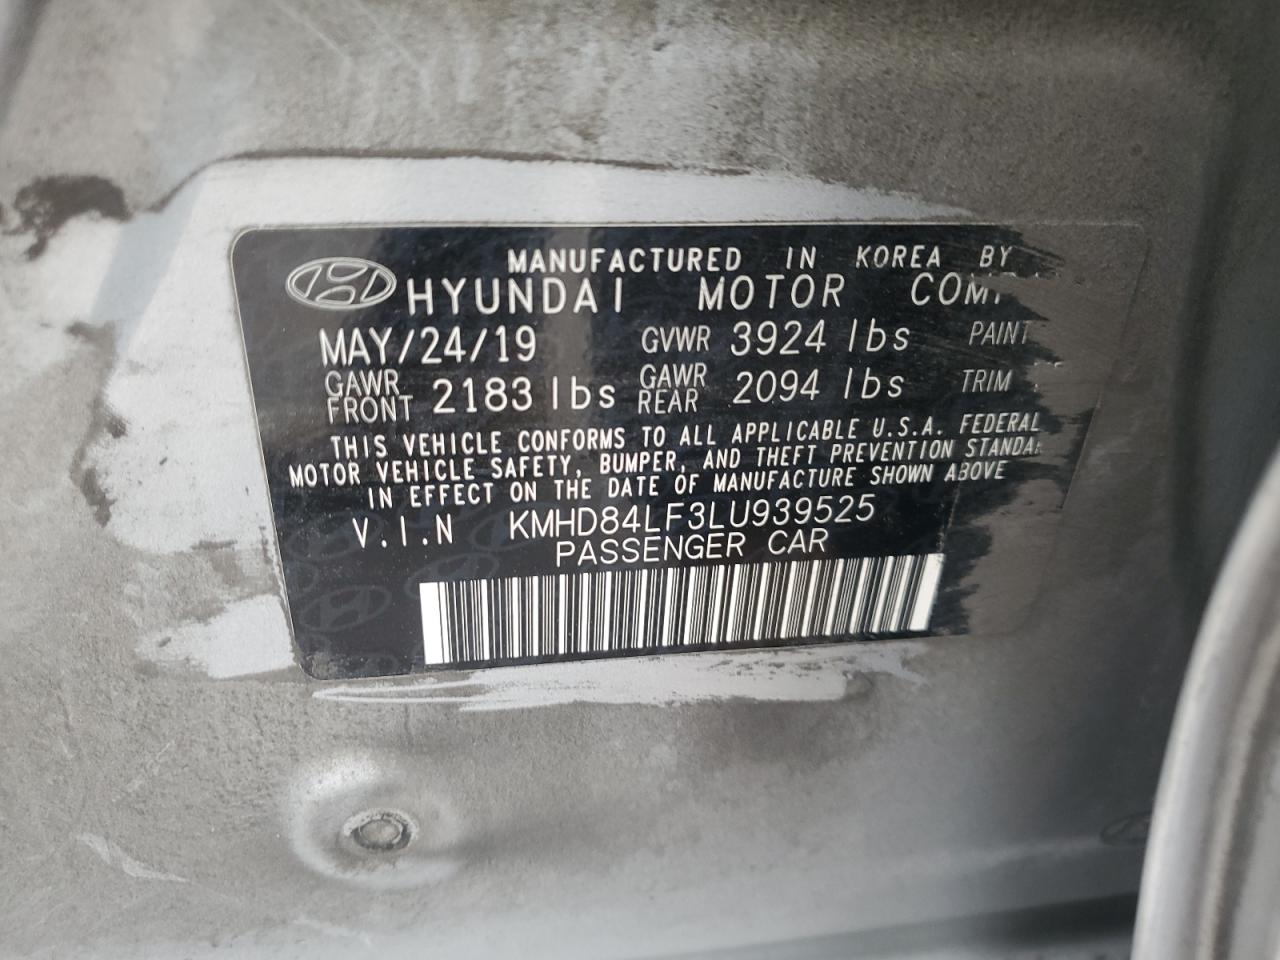 MANUFACTURED IN KOREA BY
HYUNDAI MOTOR
MAY/24/19 GVWR 3924 lbs PAINT
GAWR FRONT 2183 lbs GAWR REAR 2094 lbs TRIM
THIS VEHICLE CONFORMS TO ALL APPLICABLE U.S.A. FEDERAL
MOTOR VEHICLE SAFETY, BUMPER, AND THEFT PREVENTION
IN EFFECT ON THE DATE OF MANUFACTURE SHOWN ABOVE
V.I.N KMHD84LF3LU939525
PASSENGER CAR